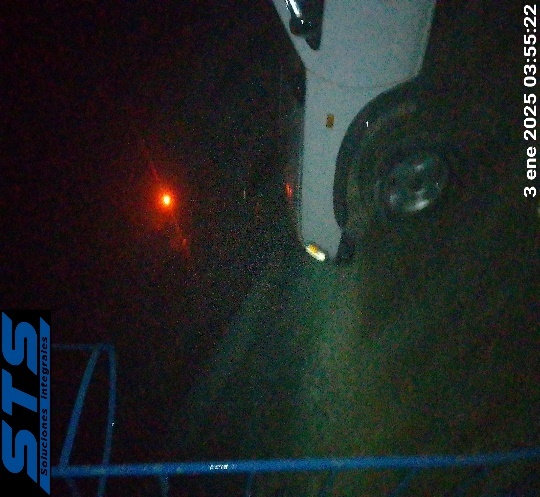 3 ene 2025 03:55:22
STS
Soluciones Integrales